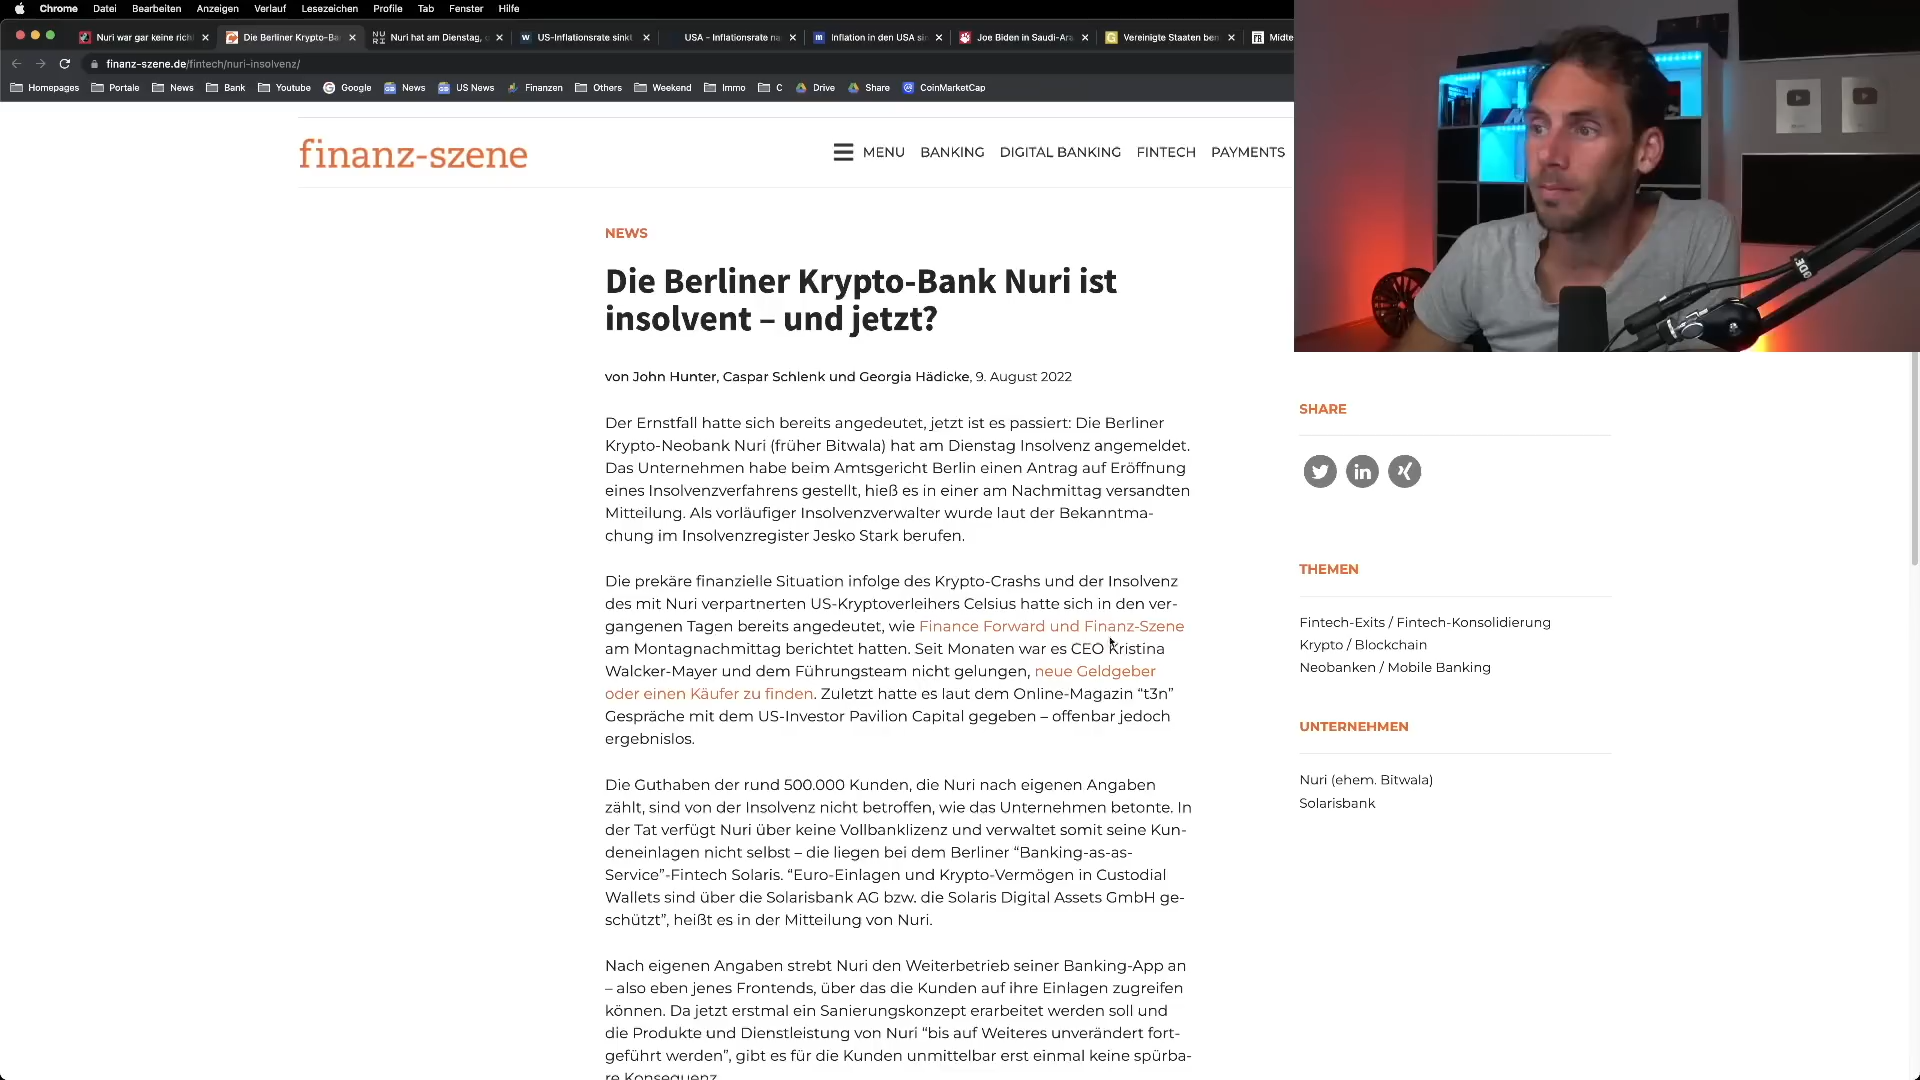 Chrome Datei Bearbeiten Anzeigen Verlauf Lesezeichen Profile Tab Fenster Hilfe
Nuri war gar keine rich Die Berliner Krypto-Ba Nuri hat am Dienstag, US-Inflationsrate sink USA - Inflationsrate na Inflation in den USA sin Joe Biden in Saudi-Ara Vereinigte Staaten be Midte
finanz-szene.de/fintech/nuri-insolvenz/
Homepages Portale News Bank Youtube Google News US News Finanzen Others Weekend Immo C Drive Share CoinMarketCap
finanz-szene
MENU BANKING DIGITAL BANKING FINTECH PAYMENTS
NEWS
Die Berliner Krypto-Bank Nuri ist
insolvent – und jetzt?
von John Hunter, Caspar Schlenk und Georgia Hädicke, 9. August 2022
Der Ernstfall hatte sich bereits angedeutet, jetzt ist es passiert: Die Berliner
Krypto-Neobank Nuri (früher Bitwala) hat am Dienstag Insolvenz angemeldet.
Das Unternehmen habe beim Amtsgericht Berlin einen Antrag auf Eröffnung
eines Insolvenzverfahrens gestellt, hieß es in einer am Nachmittag versandten
Mitteilung. Als vorläufiger Insolvenzverwalter wurde laut der Bekanntma-
chung im Insolvenzregister Jesko Stark berufen.
Die prekäre finanzielle Situation infolge des Krypto-Crashs und der Insolvenz
des mit Nuri verpartnerten US-Kryptoverleihers Celsius hatte sich in den ver-
gangenen Tagen bereits angedeutet, wie Finance Forward und Finanz-Szene
am Montagnachmittag berichtet hatten. Seit Monaten war es CEO Kristina
Walcker-Mayer und dem Führungsteam nicht gelungen, neue Geldgeber
oder einen Käufer zu finden. Zuletzt hatte es laut dem Online-Magazin “t3n”
Gespräche mit dem US-Investor Pavilion Capital gegeben – offenbar jedoch
ergebnislos.
Die Guthaben der rund 500.000 Kunden, die Nuri nach eigenen Angaben
zählt, sind von der Insolvenz nicht betroffen, wie das Unternehmen betonte. In
der Tat verfügt Nuri über keine Vollbanklizenz und verwaltet somit seine Kun-
deneinlagen nicht selbst – die liegen bei dem Berliner “Banking-as-as-
Service”-Fintech Solaris. “Euro-Einlagen und Krypto-Vermögen in Custodial
Wallets sind über die Solarisbank AG bzw. die Solaris Digital Assets GmbH ge-
schützt”, heißt es in der Mitteilung von Nuri.
Nach eigenen Angaben strebt Nuri den Weiterbetrieb seiner Banking-App an
– also eben jenes Frontends, über das die Kunden auf ihre Einlagen zugreifen
können. Da jetzt erstmal ein Sanierungskonzept erarbeitet werden soll und
die Produkte und Dienstleistung von Nuri “bis auf Weiteres unverändert fort-
geführt werden”, gibt es für die Kunden unmittelbar erst einmal keine spürba-
re Konsequenz
SHARE
THEMEN
Fintech-Exits / Fintech-Konsolidierung
Krypto / Blockchain
Neobanken / Mobile Banking
UNTERNEHMEN
Nuri (ehem. Bitwala)
Solarisbank